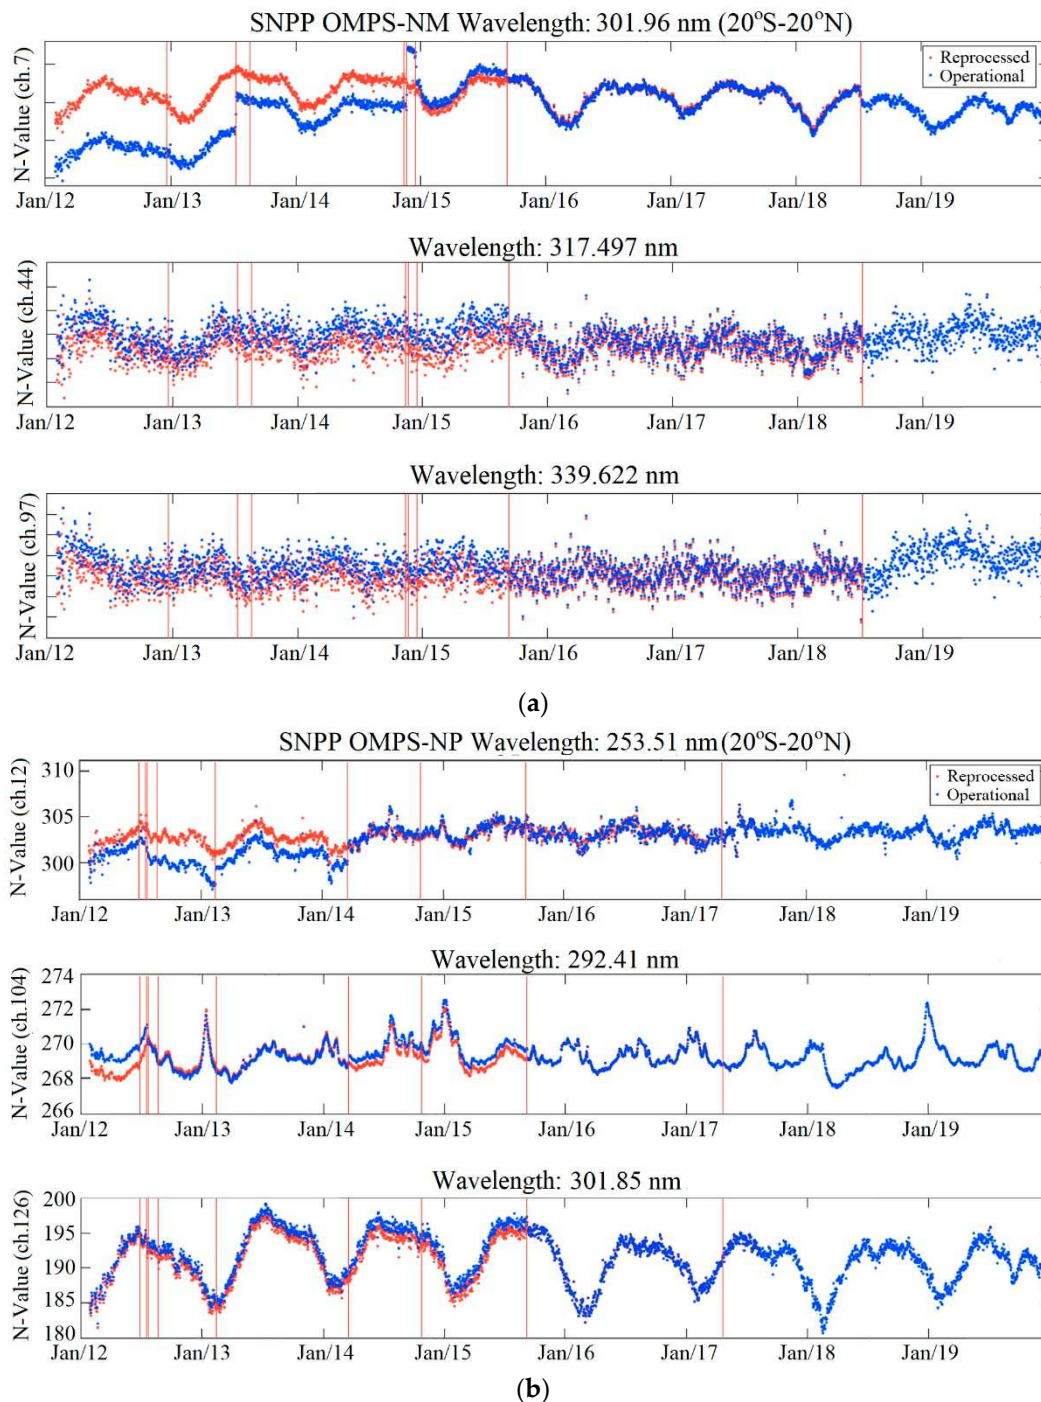 SNPP OMPS-NM Wavelength: 301.96 nm (20°S-20°N)
N-Value (ch.7)
Reprocessed
Operational
Jan/12 Jan/13 Jan/14 Jan/15 Jan/16 Jan/17 Jan/18 Jan/19
Wavelength: 317.497 nm
N-Value (ch.44)
Jan/12 Jan/13 Jan/14 Jan/15 Jan/16 Jan/17 Jan/18 Jan/19
Wavelength: 339.622 nm
N-Value (ch.97)
Jan/12 Jan/13 Jan/14 Jan/15 Jan/16 Jan/17 Jan/18 Jan/19
(a)
SNPP OMPS-NP Wavelength: 253.51 nm (20°S-20°N)
N-Value (ch.12)
310
305
300
Reprocessed
Operational
Jan/12 Jan/13 Jan/14 Jan/15 Jan/16 Jan/17 Jan/18 Jan/19
Wavelength: 292.41 nm
N-Value (ch.104)
274
272
270
268
266
Jan/12 Jan/13 Jan/14 Jan/15 Jan/16 Jan/17 Jan/18 Jan/19
Wavelength: 301.85 nm
N-Value (ch.126)
200
195
190
185
180
Jan/12 Jan/13 Jan/14 Jan/15 Jan/16 Jan/17 Jan/18 Jan/19
(b)